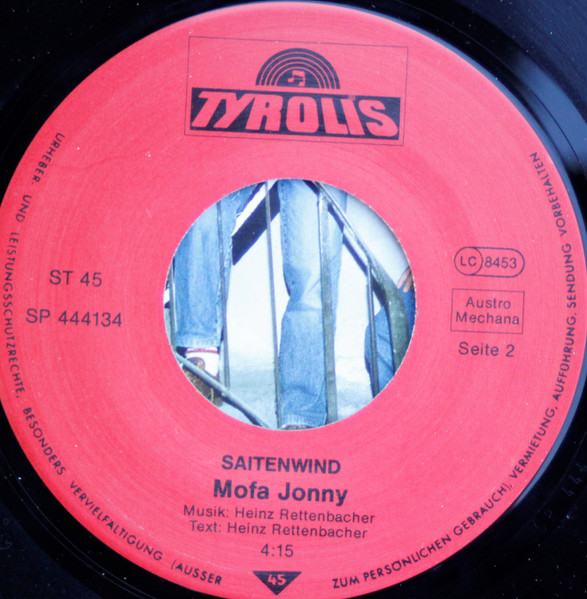 TYROLIS
ST 45
SP 444134
LC 8453
Austro
Mechana
Seite 2
SAITENWIND
Mofa Jonny
Musik: Heinz Rettenbacher
Text: Heinz Rettenbacher
4:15
45
URHEBER- UND LEISTUNGSSCHUTZRECHTE, BESONDERS VERVIELFÄLTIGUNG (AUSSER ZUM PERSÖNLICHEN GEBRAUCH), VERMIETUNG, AUFFÜHRUNG, SENDUNG VORBEHALTEN